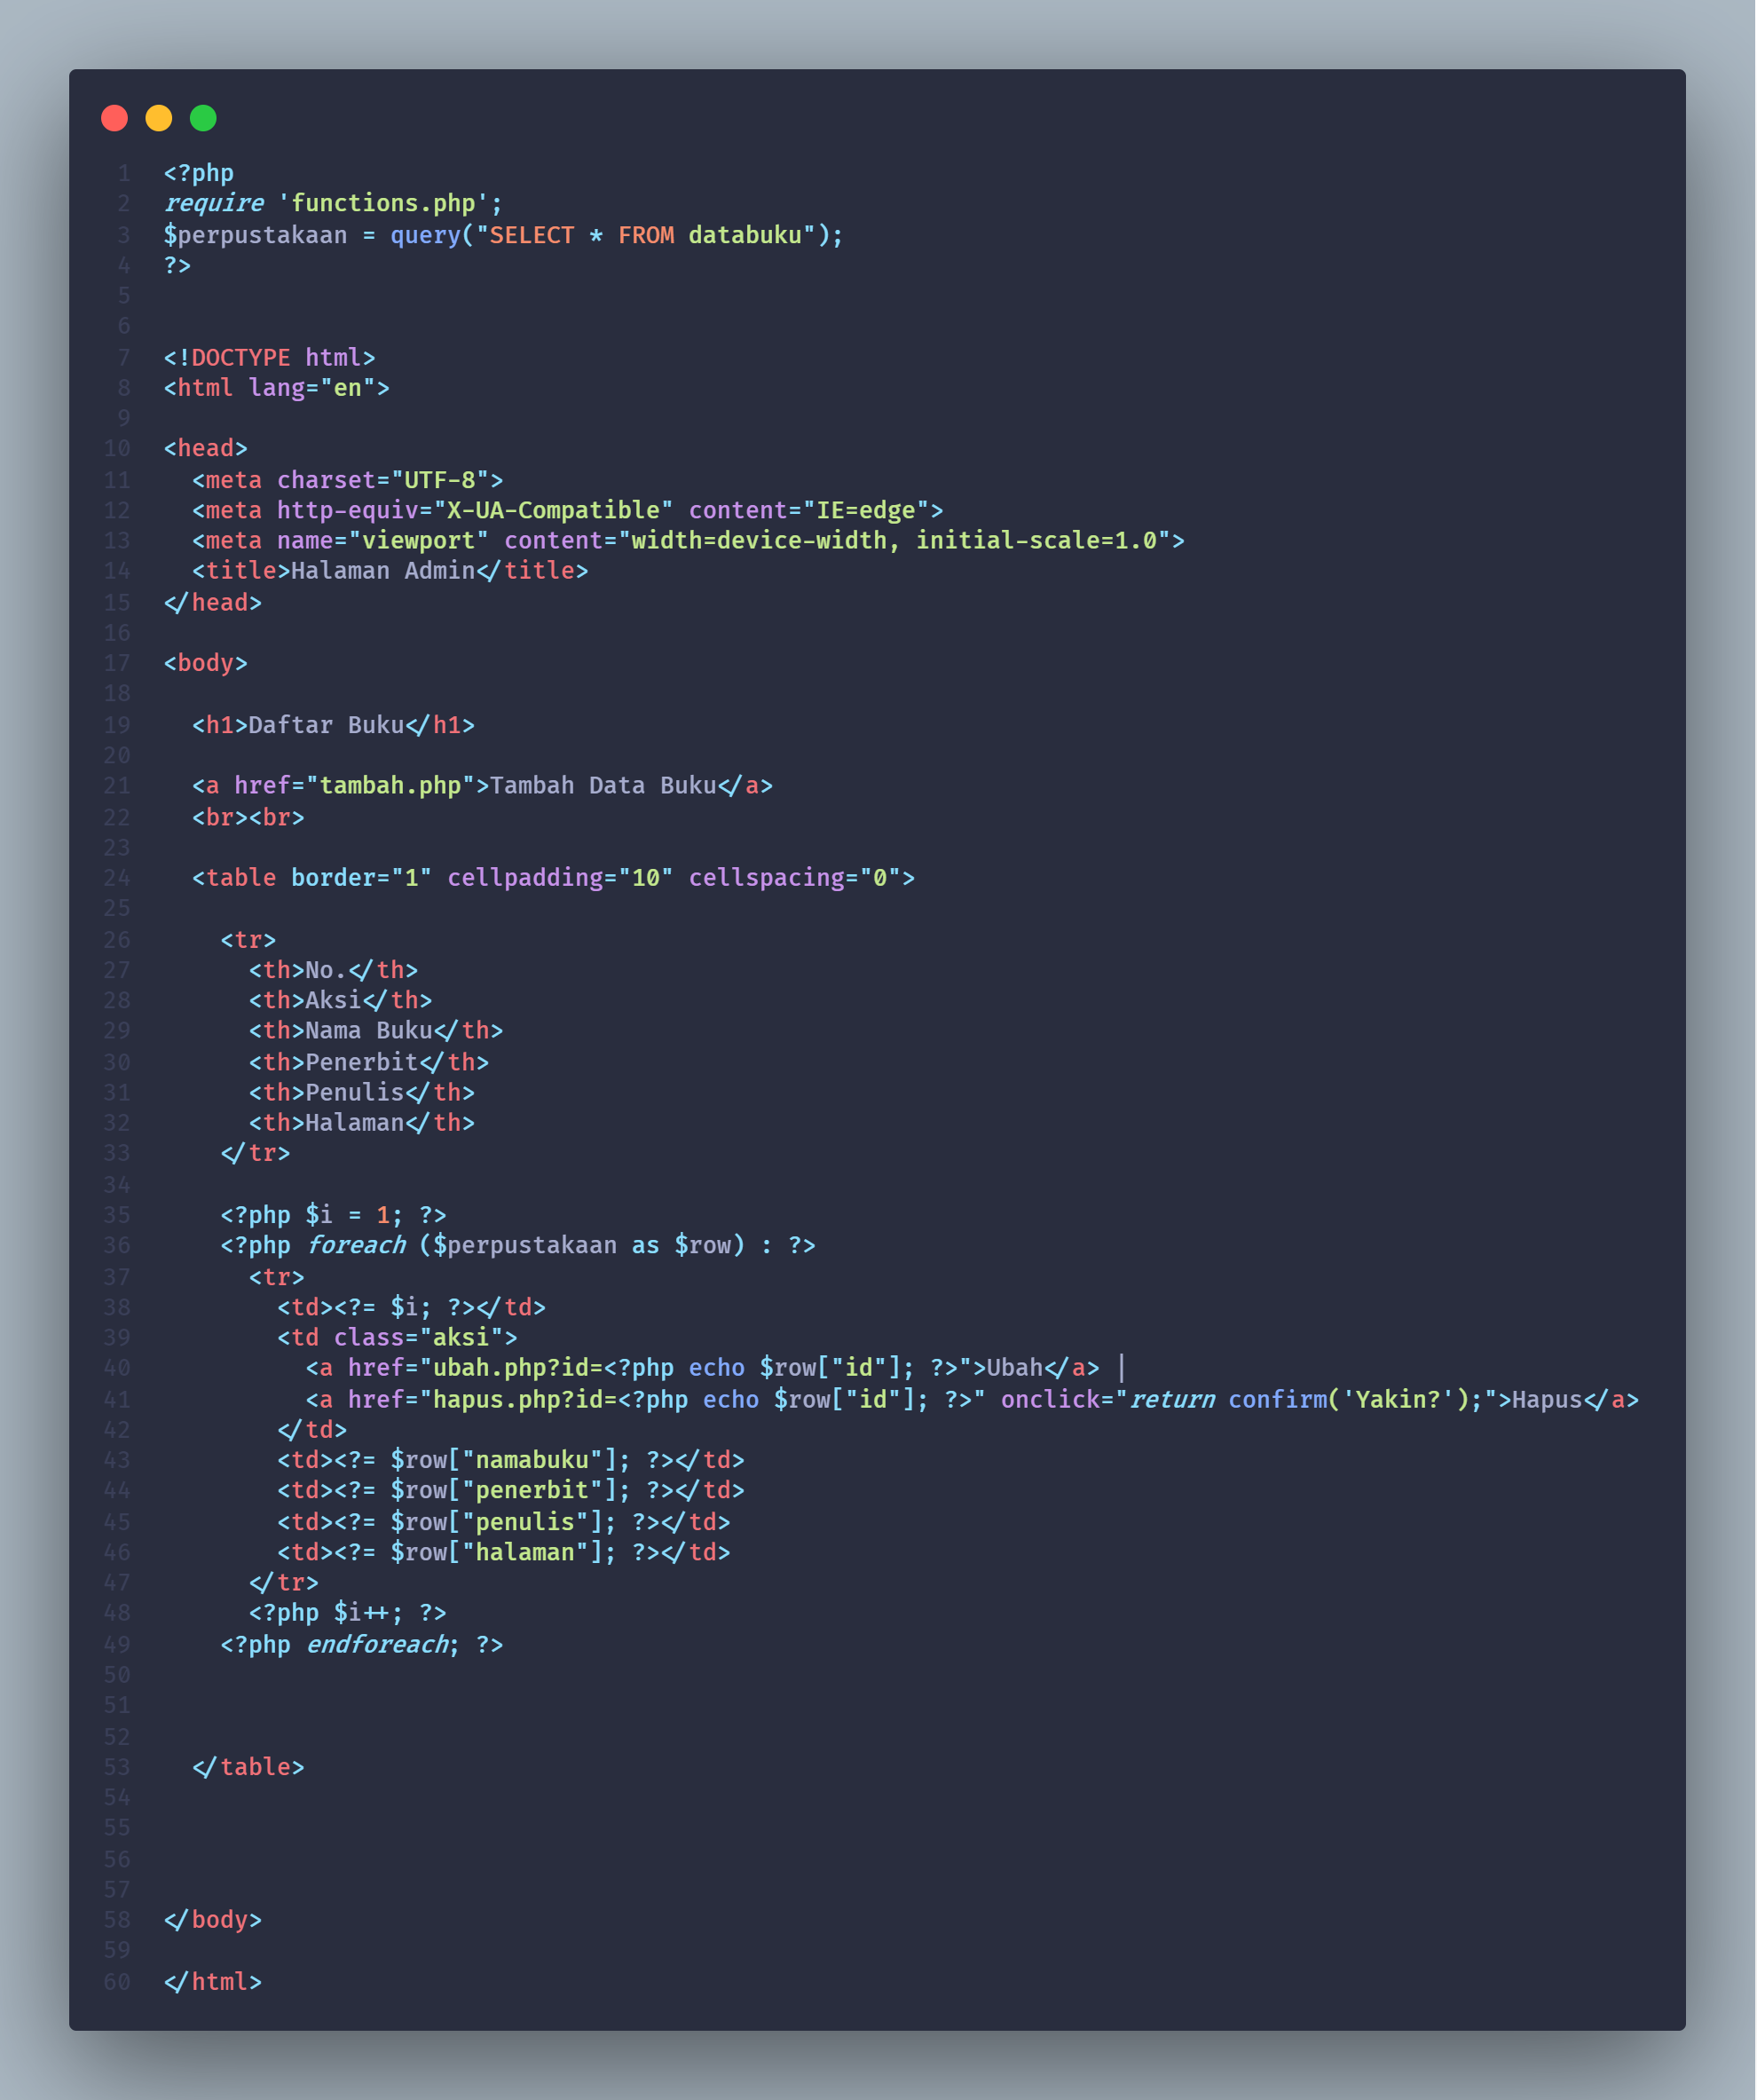 1 <?php
2 require 'functions.php';
3 $perpustakaan = query("SELECT * FROM databuku");
4 ?>
5
6
7 <!DOCTYPE html>
8 <html lang="en">
9
10 <head>
11   <meta charset="UTF-8">
12   <meta http-equiv="X-UA-Compatible" content="IE=edge">
13   <meta name="viewport" content="width=device-width, initial-scale=1.0">
14   <title>Halaman Admin</title>
15 </head>
16
17 <body>
18
19   <h1>Daftar Buku</h1>
20
21   <a href="tambah.php">Tambah Data Buku</a>
22   <br><br>
23
24   <table border="1" cellpadding="10" cellspacing="0">
25
26     <tr>
27       <th>No.</th>
28       <th>Aksi</th>
29       <th>Nama Buku</th>
30       <th>Penerbit</th>
31       <th>Penulis</th>
32       <th>Halaman</th>
33     </tr>
34
35     <?php $i = 1; ?>
36     <?php foreach ($perpustakaan as $row) : ?>
37       <tr>
38         <td><?= $i; ?></td>
39         <td class="aksi">
40           <a href="ubah.php?id=<?php echo $row["id"]; ?>">Ubah</a> |
41           <a href="hapus.php?id=<?php echo $row["id"]; ?>" onclick="return confirm('Yakin?');">Hapus</a>
42         </td>
43         <td><?= $row["namabuku"]; ?></td>
44         <td><?= $row["penerbit"]; ?></td>
45         <td><?= $row["penulis"]; ?></td>
46         <td><?= $row["halaman"]; ?></td>
47       </tr>
48       <?php $i++; ?>
49     <?php endforeach; ?>
50
51
52
53   </table>
54
55
56
57
58 </body>
59
60 </html>